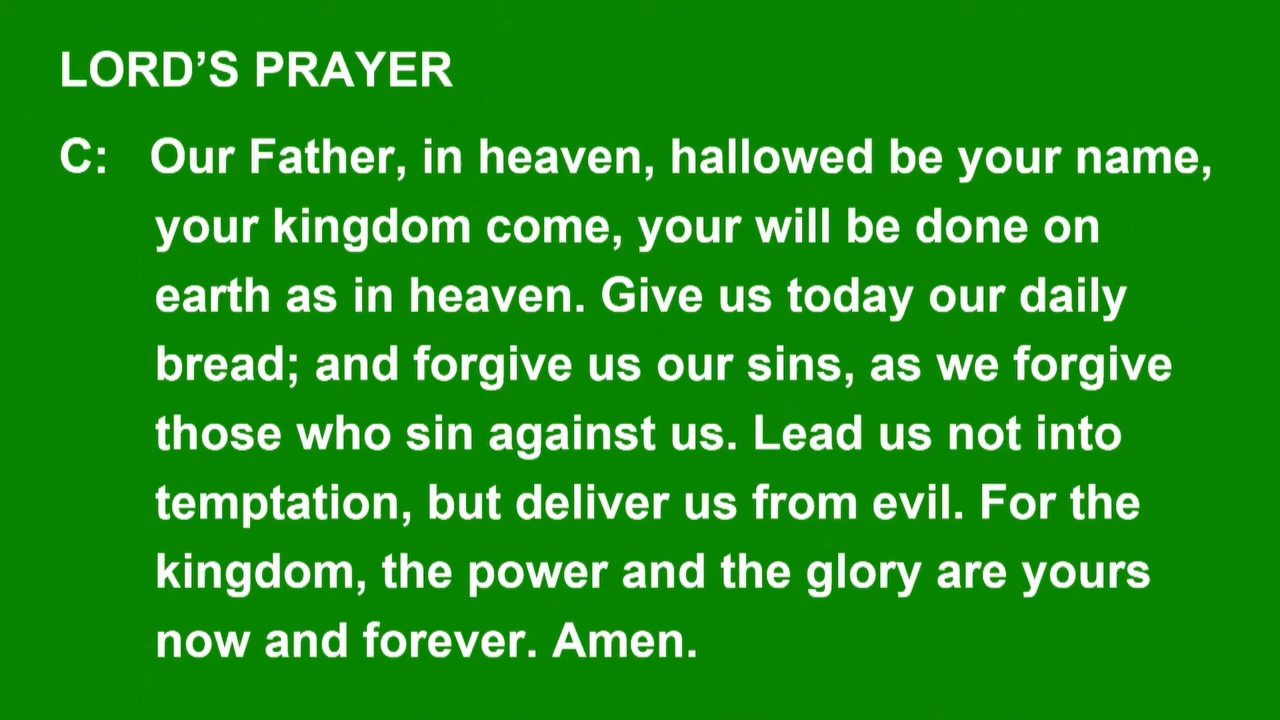 LORD’S PRAYER
C: Our Father, in heaven, hallowed be your name,
your kingdom come, your will be done on
earth as in heaven. Give us today our daily
bread; and forgive us our sins, as we forgive
those who sin against us. Lead us not into
temptation, but deliver us from evil. For the
kingdom, the power and the glory are yours
now and forever. Amen.